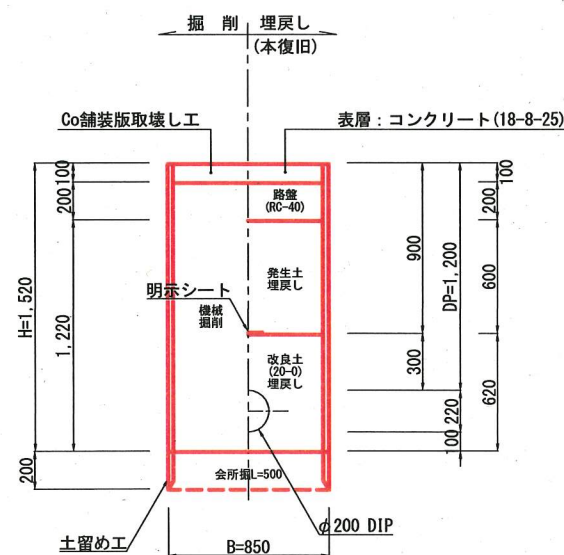 掘 削 埋戻し
(本復旧)
Co舗装版取壊し工
表層：コンクリート(18-8-25)
100
200
1,220
H=1,520
200
路盤
(RC-40)
発生土
埋戻し
明示シート
機械
掘削
改良土
(20-0)
埋戻し
会所掘L=500
900
300
DP=1,200
220
100
100
200
600
620
φ200 DIP
土留め工
B=850